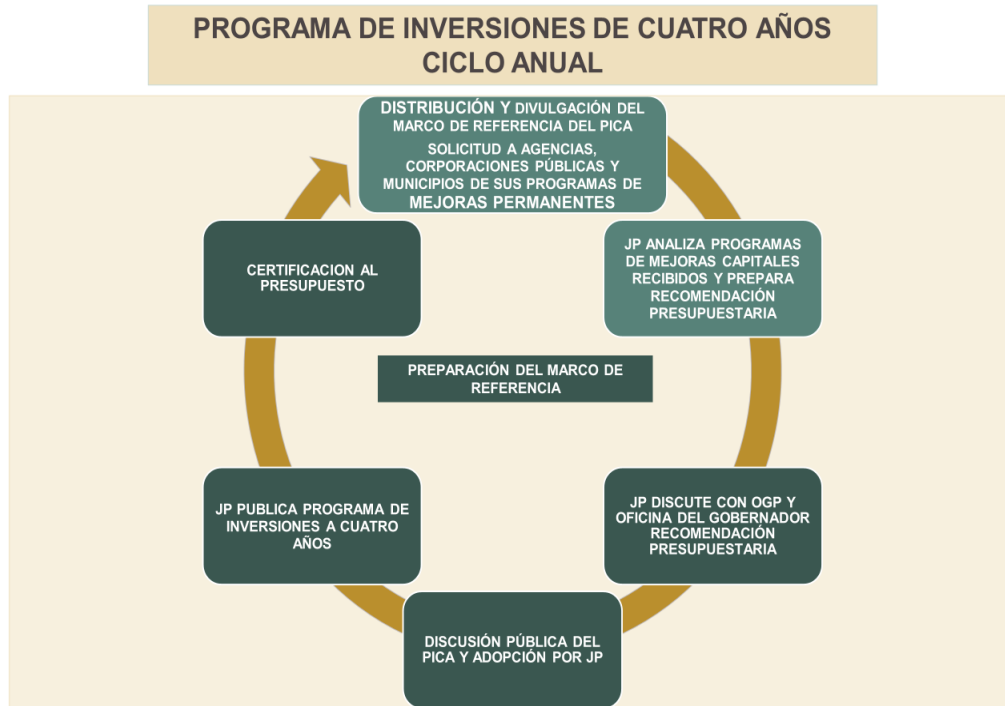 PROGRAMA DE INVERSIONES DE CUATRO AÑOS
CICLO ANUAL
DISTRIBUCIÓN Y DIVULGACIÓN DEL
MARCO DE REFERENCIA DEL PICA
SOLICITUD A AGENCIAS,
CORPORACIONES PÚBLICAS Y
MUNICIPIOS DE SUS PROGRAMAS DE
MEJORAS PERMANENTES
JP ANALIZA PROGRAMAS
DE MEJORAS CAPITALES
RECIBIDOS Y PREPARA
RECOMENDACIÓN
PRESUPUESTARIA
JP DISCUTE CON OGP Y
OFICINA DEL GOBERNADOR
RECOMENDACIÓN
PRESUPUESTARIA
DISCUSIÓN PÚBLICA DEL
PICA Y ADOPCIÓN POR JP
JP PUBLICA PROGRAMA DE
INVERSIONES A CUATRO
AÑOS
CERTIFICACION AL
PRESUPUESTO
PREPARACIÓN DEL MARCO DE
REFERENCIA